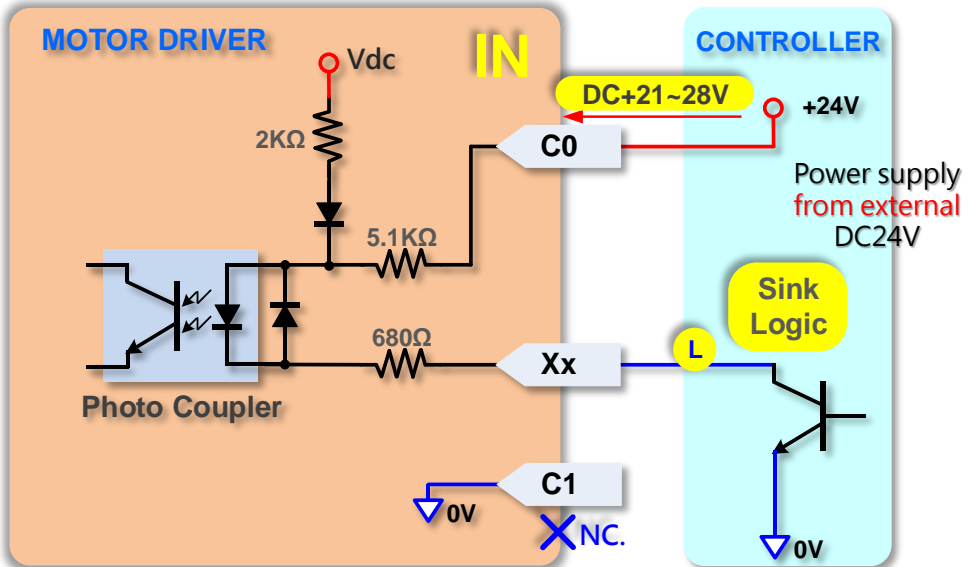 MOTOR DRIVER
IN
CONTROLLER
Vdc
DC+21~28V
+24V
2KΩ
C0
Power supply
from external
DC24V
5.1KΩ
Sink
Logic
680Ω
L
Xx
Photo Coupler
C1
0V
NC.
0V